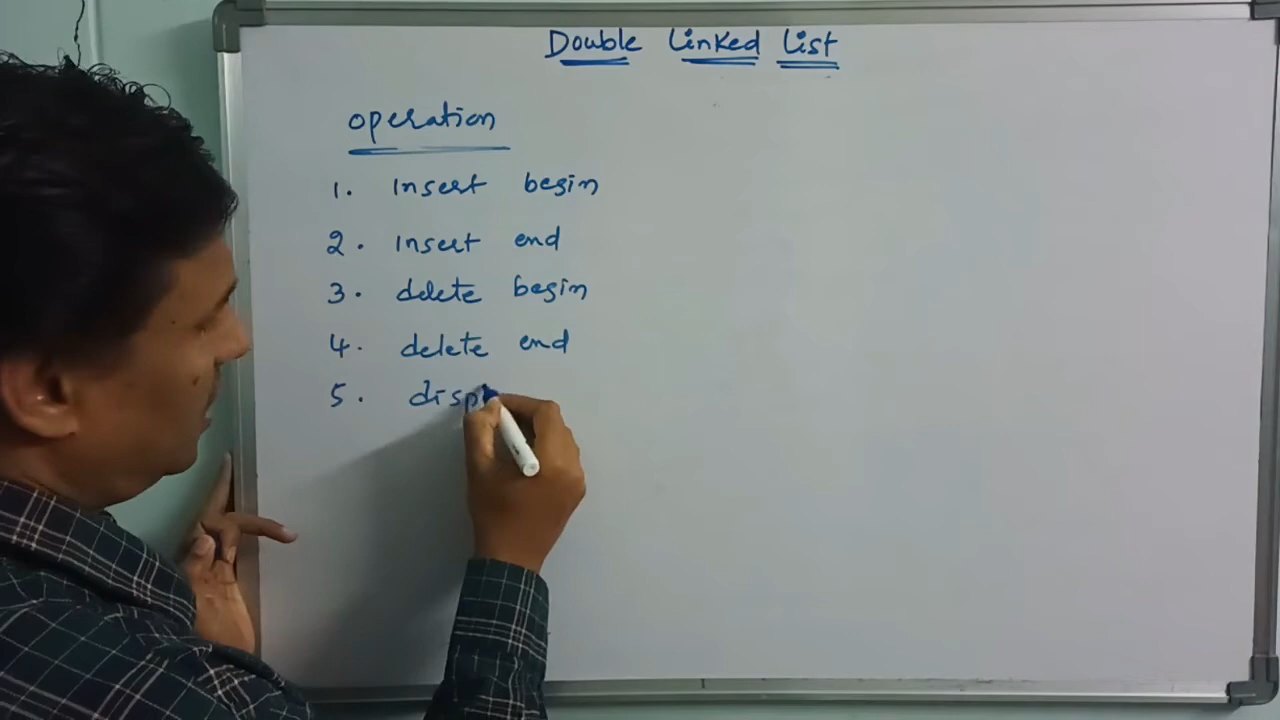 Double Linked List
operation
1. Insert begin
2. Insert end
3. delete begin
4. delete end
5. disp